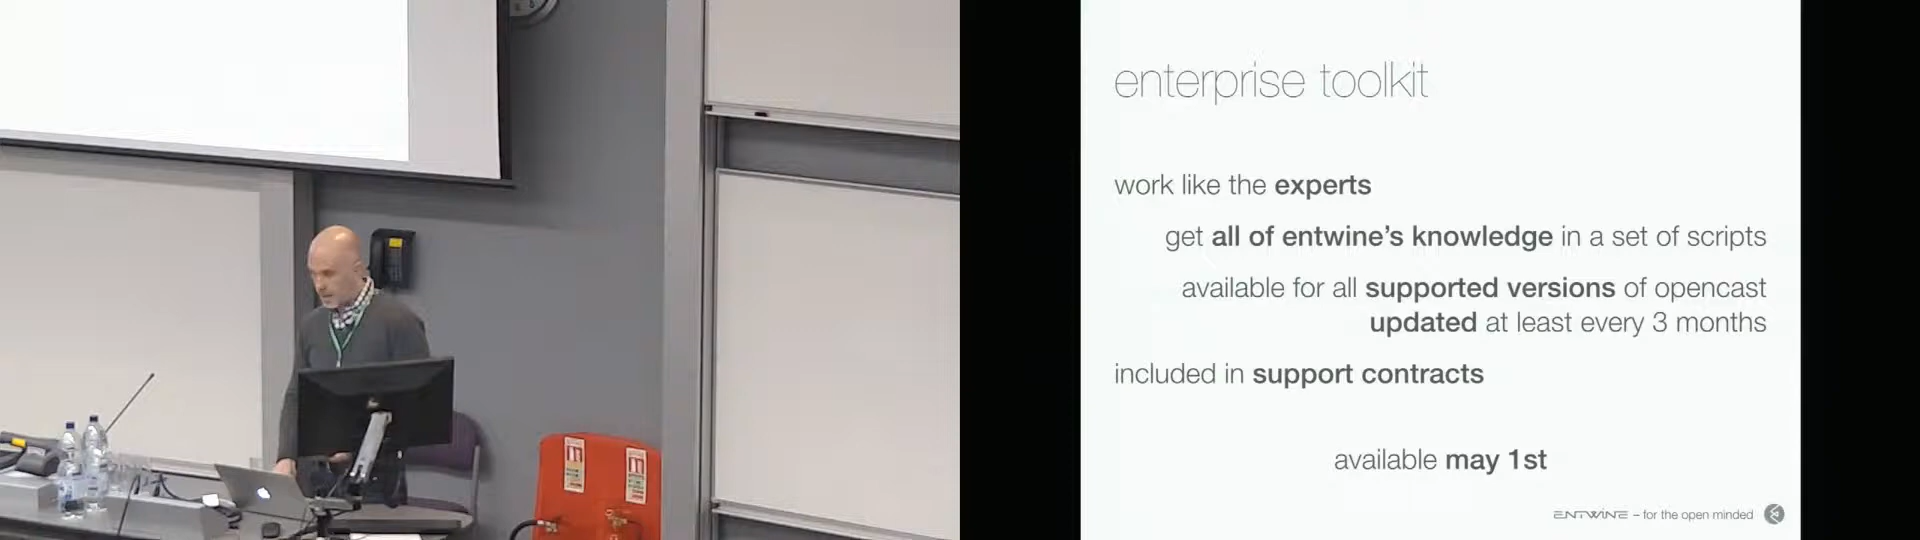 enterprise toolkit
work like the experts
get all of entwine's knowledge in a set of scripts
available for all supported versions of opencast
updated at least every 3 months
included in support contracts
available may 1st
ENTWINE – for the open minded